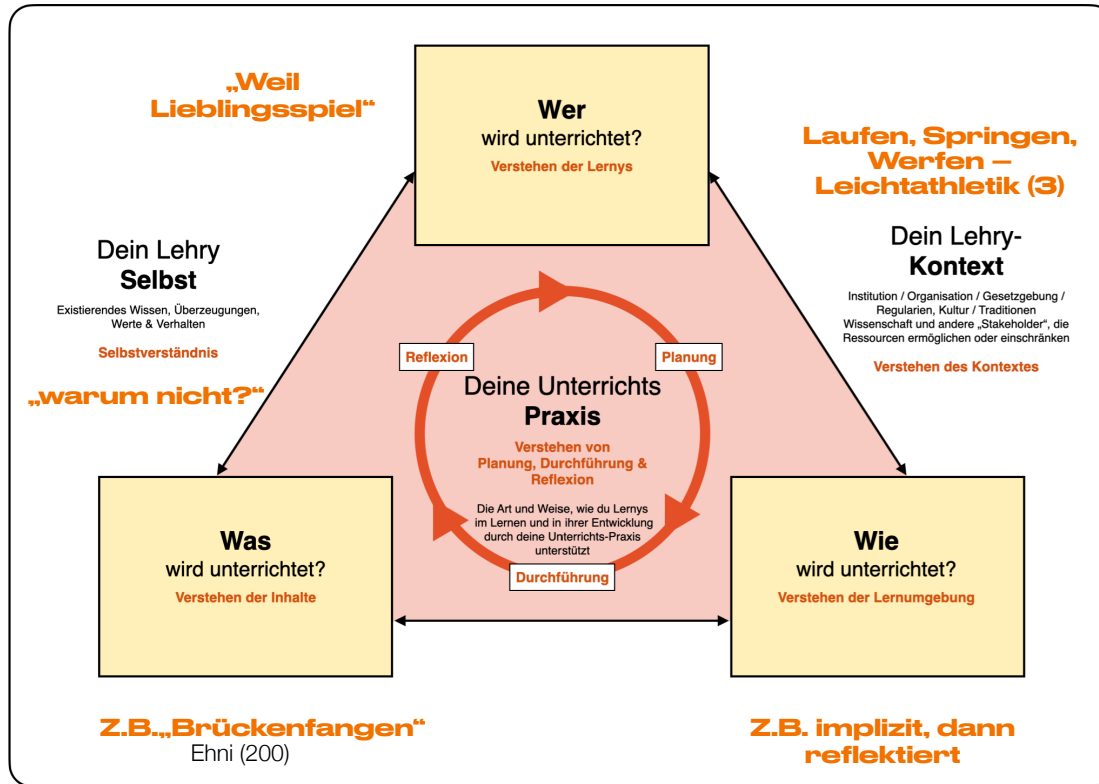 „Weil
Lieblingsspiel“
Wer
wird unterrichtet?
Verstehen der Lernys
Laufen, Springen,
Werfen –
Leichtathletik (3)
Dein Lehry
Selbst
Existierendes Wissen, Überzeugungen,
Werte & Verhalten
Selbstverständnis
„warum nicht?“
Dein Lehry-
Kontext
Institution / Organisation / Gesetzgebung /
Regularien, Kultur / Traditionen
Wissenschaft und andere „Stakeholder“, die
Ressourcen ermöglichen oder einschränken
Verstehen des Kontextes
Reflexion
Planung
Deine Unterrichts
Praxis
Verstehen von
Planung, Durchführung &
Reflexion
Die Art und Weise, wie du Lernys
im Lernen und in ihrer Entwicklung
durch deine Unterrichts-Praxis
unterstützt
Durchführung
Was
wird unterrichtet?
Verstehen der Inhalte
Wie
wird unterrichtet?
Verstehen der Lernumgebung
Z.B.„Brückenfangen“
Ehni (200)
Z.B. implizit, dann
reflektiert